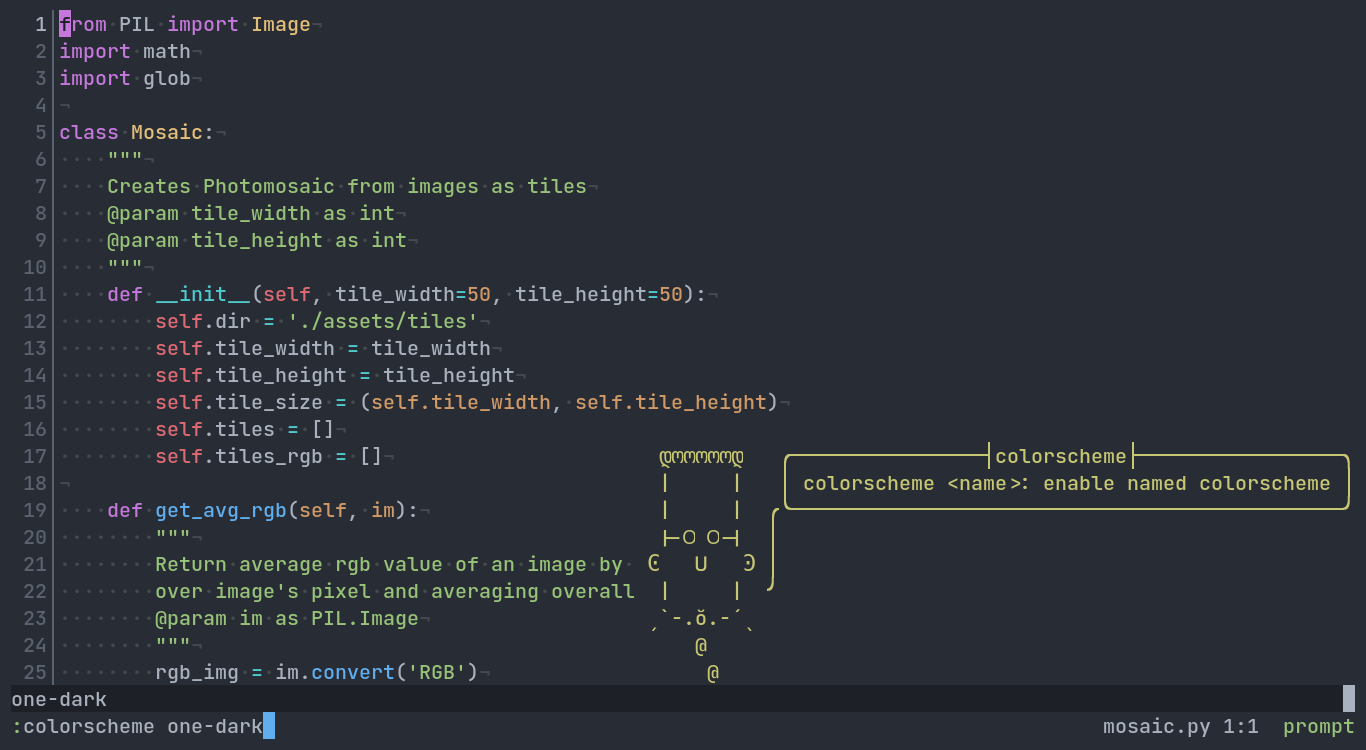 1 from PIL import Image¬
2 import math¬
3 import glob¬
4 ¬
5 class Mosaic:¬
6 ····"""¬
7 ····Creates Photomosaic from images as tiles¬
8 ····@param tile_width as int¬
9 ····@param tile_height as int¬
10 ····"""¬
11 ····def __init__(self, tile_width=50, tile_height=50):¬
12 ········self.dir = './assets/tiles'¬
13 ········self.tile_width = tile_width¬
14 ········self.tile_height = tile_height¬
15 ········self.tile_size = (self.tile_width, self.tile_height)¬
16 ········self.tiles = []¬
17 ········self.tiles_rgb = []¬
18 ¬
19 ····def get_avg_rgb(self, im):¬
20 ········"""¬
21 ········Return average rgb value of an image by
22 ········over image's pixel and averaging overall
23 ········@param im as PIL.Image¬
24 ········"""¬
25 ········rgb_img = im.convert('RGB')¬
colorscheme
colorscheme <name>: enable named colorscheme
one-dark
:colorscheme one-dark
mosaic.py 1:1 prompt